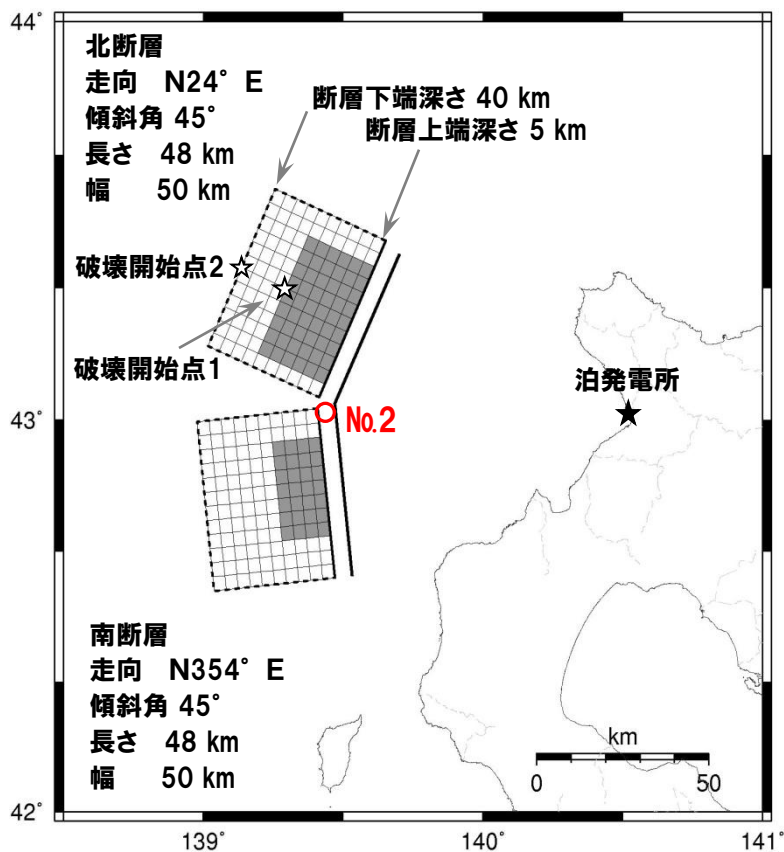 44°
北断層
走向 N24°E
傾斜角 45°
長さ 48 km
幅 50 km
断層下端深さ 40 km
断層上端深さ 5 km
破壊開始点2
破壊開始点1
泊発電所
43°
No.2
南断層
走向 N354°E
傾斜角 45°
長さ 48 km
幅 50 km
km
0 50
42°
139° 140° 141°